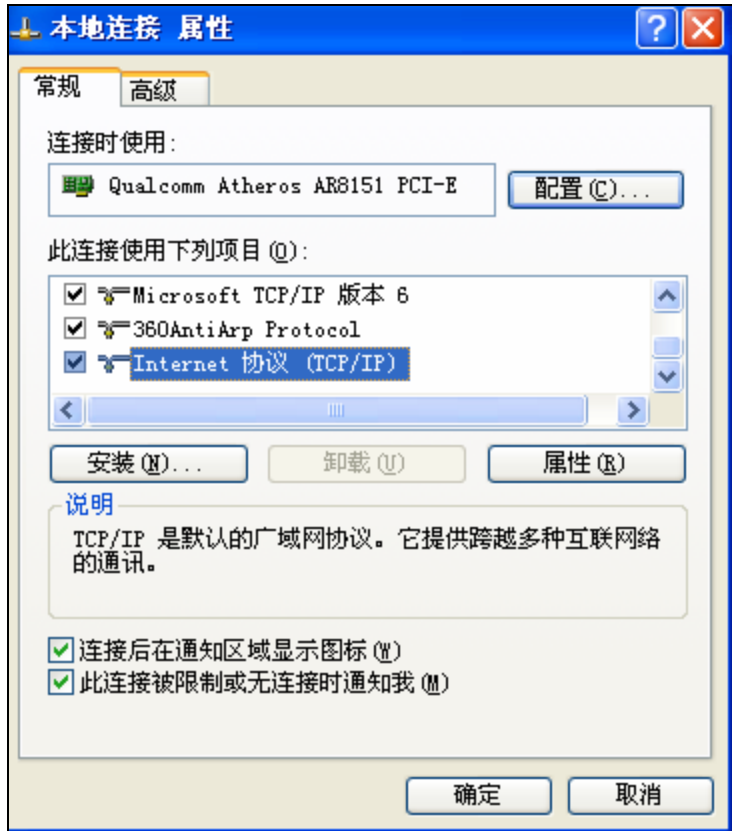 本地连接 属性
常规
高级
连接时使用:
Qualcomm Atheros AR8151 PCI-E
配置(C)...
此连接使用下列项目(O):
Microsoft TCP/IP 版本 6
360AntiArp Protocol
Internet 协议 (TCP/IP)
安装(N)...
卸载(U)
属性(R)
说明
TCP/IP 是默认的广域网协议。它提供跨越多种互联网络
的通讯。
连接后在通知区域显示图标(W)
此连接被限制或无连接时通知我(M)
确定
取消